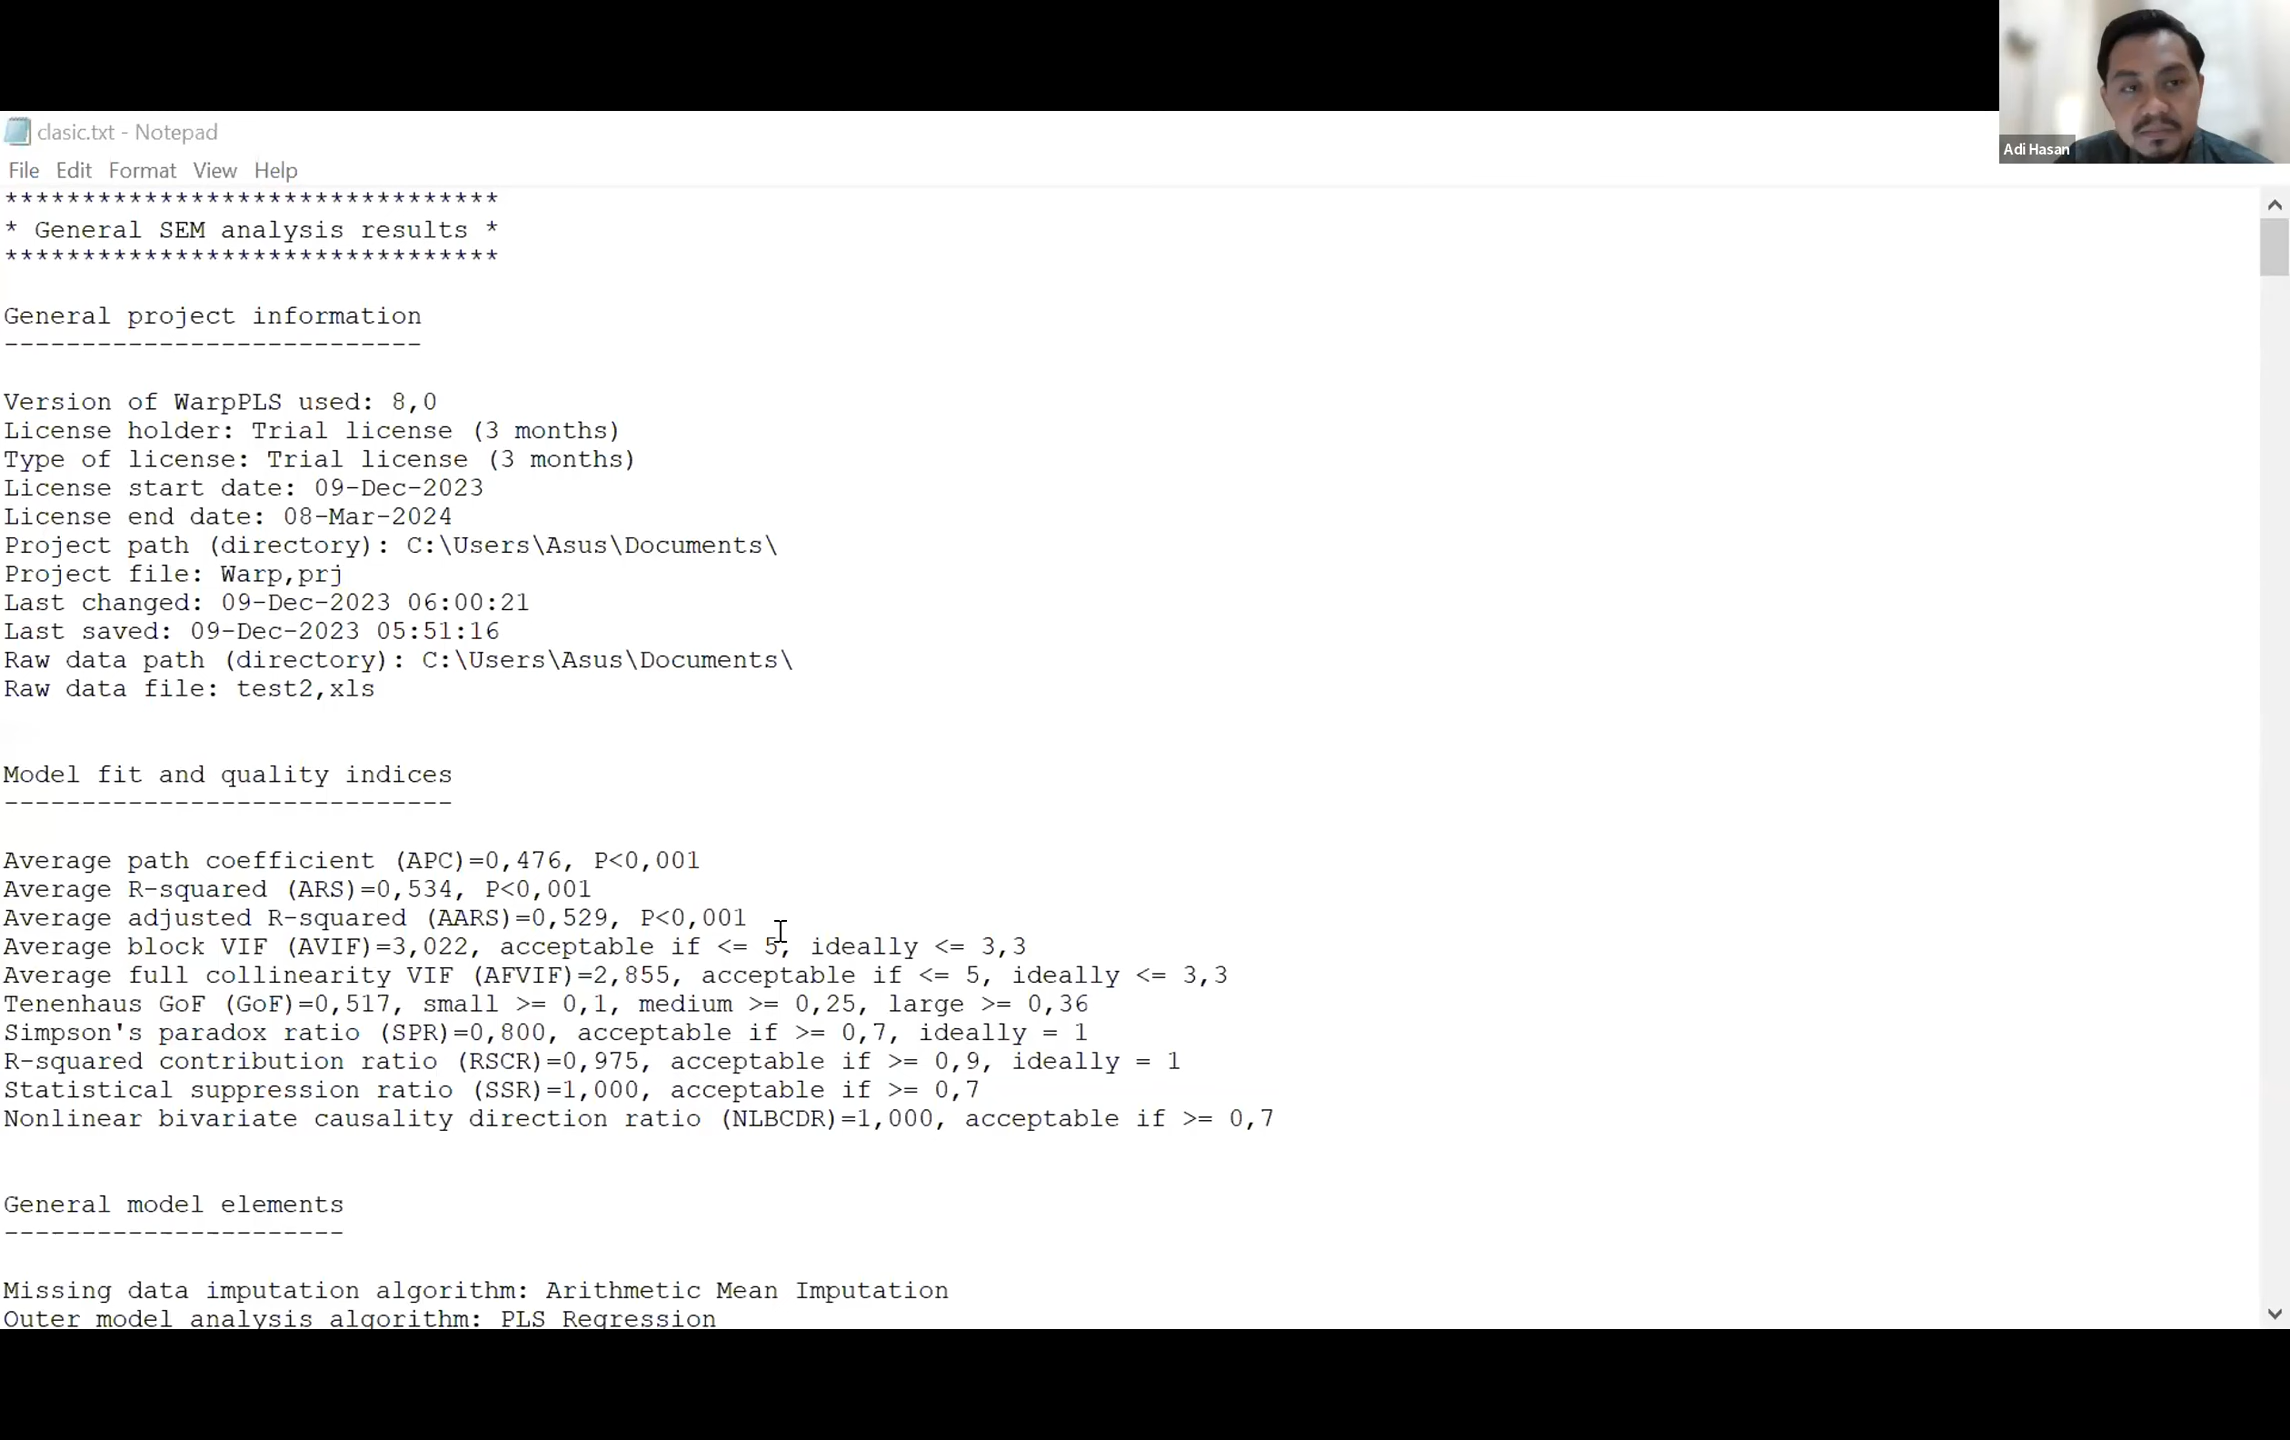 Adi Hasan
clasic.txt - Notepad
File Edit Format View Help
********************************
* General SEM analysis results *
********************************
General project information
---------------------------
Version of WarpPLS used: 8,0
License holder: Trial license (3 months)
Type of license: Trial license (3 months)
License start date: 09-Dec-2023
License end date: 08-Mar-2024
Project path (directory): C:\Users\Asus\Documents\
Project file: Warp,prj
Last changed: 09-Dec-2023 06:00:21
Last saved: 09-Dec-2023 05:51:16
Raw data path (directory): C:\Users\Asus\Documents\
Raw data file: test2,xls
Model fit and quality indices
-----------------------------
Average path coefficient (APC)=0,476, P<0,001
Average R-squared (ARS)=0,534, P<0,001
Average adjusted R-squared (AARS)=0,529, P<0,001
Average block VIF (AVIF)=3,022, acceptable if <= 5, ideally <= 3,3
Average full collinearity VIF (AFVIF)=2,855, acceptable if <= 5, ideally <= 3,3
Tenenhaus GoF (GoF)=0,517, small >= 0,1, medium >= 0,25, large >= 0,36
Simpson's paradox ratio (SPR)=0,800, acceptable if >= 0,7, ideally = 1
R-squared contribution ratio (RSCR)=0,975, acceptable if >= 0,9, ideally = 1
Statistical suppression ratio (SSR)=1,000, acceptable if >= 0,7
Nonlinear bivariate causality direction ratio (NLBCDR)=1,000, acceptable if >= 0,7
General model elements
----------------------
Missing data imputation algorithm: Arithmetic Mean Imputation
Outer model analysis algorithm: PLS Regression